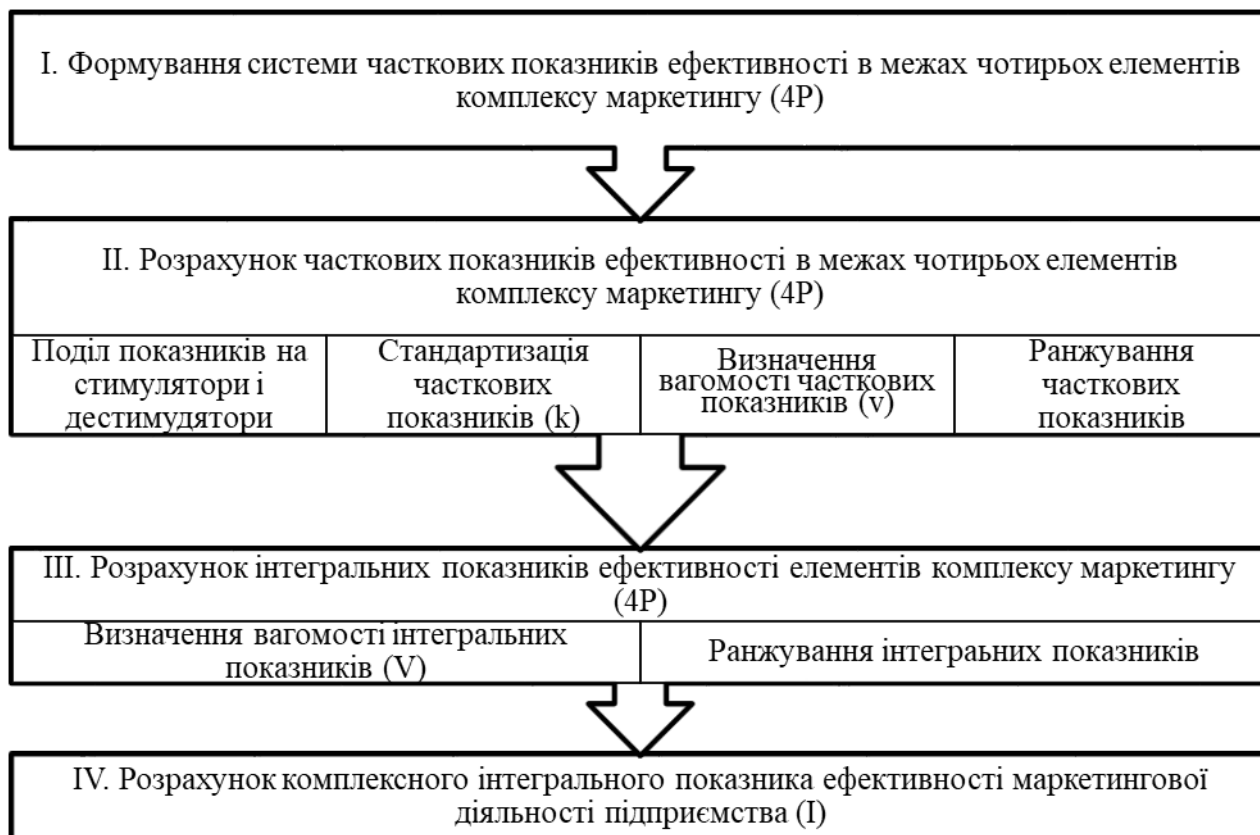 I. Формування системи часткових показників ефективності в межах чотирьох елементів
комплексу маркетингу (4P)
II. Розрахунок часткових показників ефективності в межах чотирьох елементів
комплексу маркетингу (4P)
Поділ показників на
стимулятори і
дестимудятори
Стандартизація
часткових
показників (k)
Визначення
вагомості часткових
показників (v)
Ранжування
часткових
показників
III. Розрахунок інтегральних показників ефективності елементів комплексу маркетингу
(4P)
Визначення вагомості інтегральних
показників (V)
Ранжування інтеграьних показників
IV. Розрахунок комплексного інтегрального показника ефективності маркетингової
діяльності підприємства (I)